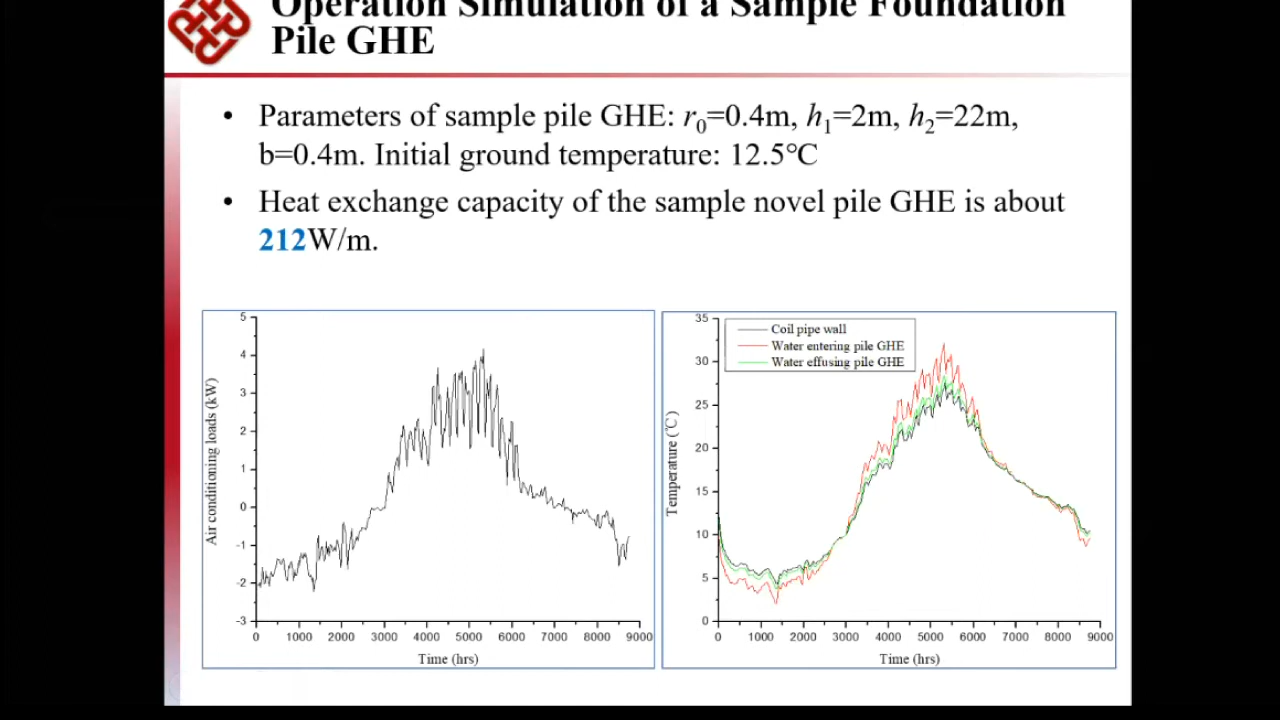 Operation Simulation of a Sample Foundation
Pile GHE
• Parameters of sample pile GHE: r0=0.4m, h1=2m, h2=22m,
b=0.4m. Initial ground temperature: 12.5℃
• Heat exchange capacity of the sample novel pile GHE is about
212W/m.
5
4
3
2
1
0
-1
-2
-3
Air conditioning loads (kW)
0 1000 2000 3000 4000 5000 6000 7000 8000 9000
Time (hrs)
35
30
25
20
15
10
5
0
Temperature (℃)
Coil pipe wall
Water entering pile GHE
Water effusing pile GHE
0 1000 2000 3000 4000 5000 6000 7000 8000 9000
Time (hrs)